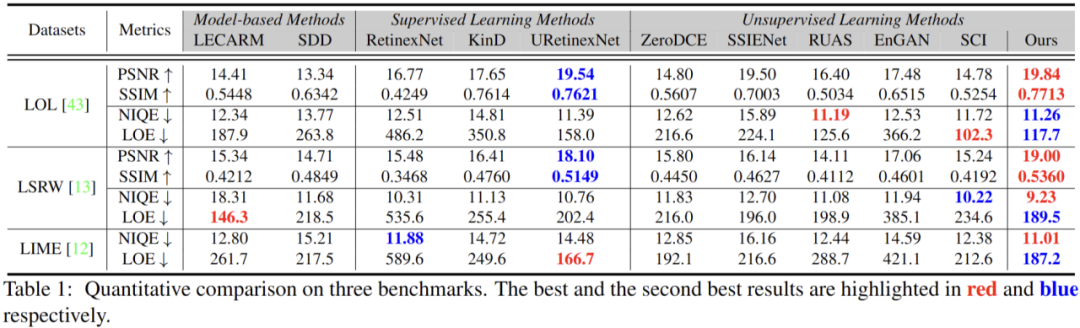 Datasets Metrics Model-based Methods Supervised Learning Methods Unsupervised Learning Methods
LECARM SDD RetinexNet KinD URetinexNet ZeroDCE SSIENet RUAS EnGAN SCI Ours
LOL [43] PSNR ↑ 14.41 13.34 16.77 17.65 19.54 14.80 19.50 16.40 17.48 14.78 19.84
SSIM ↑ 0.5448 0.6342 0.4249 0.7614 0.7621 0.5607 0.7003 0.5034 0.6515 0.5254 0.7713
NIQE ↓ 12.34 13.77 12.51 14.81 11.39 12.62 15.89 11.19 12.53 11.72 11.26
LOE ↓ 187.9 263.8 486.2 350.8 158.0 216.6 224.1 125.6 366.2 102.3 117.7
LSRW [13] PSNR ↑ 15.34 14.71 15.48 16.41 18.10 15.80 16.14 14.11 17.06 15.24 19.00
SSIM ↑ 0.4212 0.4849 0.3468 0.4760 0.5149 0.4450 0.4627 0.4112 0.4601 0.4192 0.5360
NIQE ↓ 18.31 11.68 10.31 11.13 10.76 11.83 12.70 11.08 11.94 10.22 9.23
LOE ↓ 146.3 218.5 535.6 255.4 202.4 216.0 196.0 198.9 385.1 234.6 189.5
LIME [12] NIQE ↓ 12.80 15.21 11.88 14.72 14.48 12.85 16.16 12.44 14.59 12.38 11.01
LOE ↓ 261.7 217.5 589.6 249.6 166.7 192.1 216.6 288.7 421.1 212.6 187.2
Table 1: Quantitative comparison on three benchmarks. The best and the second best results are highlighted in red and blue
respectively.